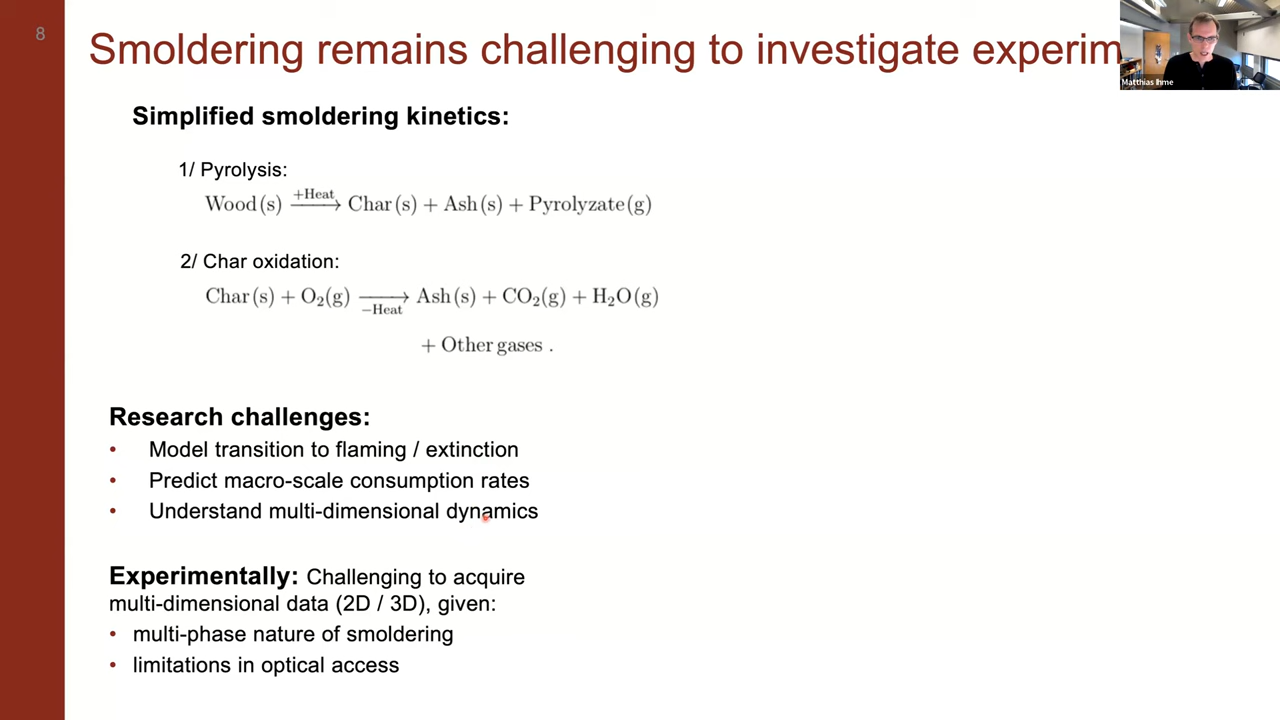 8
Smoldering remains challenging to investigate experim
Matthias Ihme
Simplified smoldering kinetics:
1/ Pyrolysis:
Wood(s) +Heat⟶ Char(s) + Ash(s) + Pyrolyzate(g)
2/ Char oxidation:
Char(s) + O₂(g) ⟶−Heat Ash(s) + CO₂(g) + H₂O(g)
+ Other gases .
Research challenges:
• Model transition to flaming / extinction
• Predict macro-scale consumption rates
• Understand multi-dimensional dynamics
Experimentally: Challenging to acquire
multi-dimensional data (2D / 3D), given:
• multi-phase nature of smoldering
• limitations in optical access